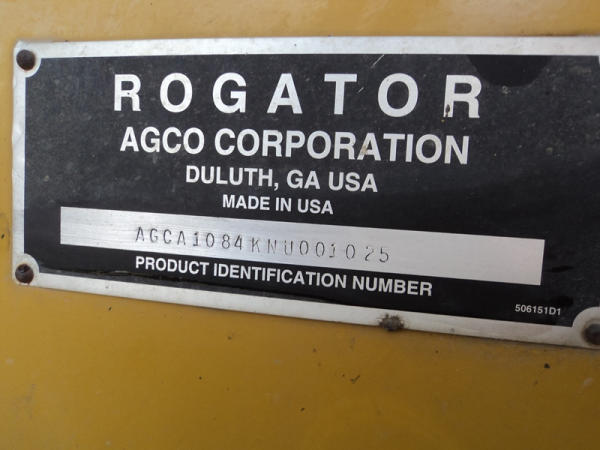 ROGATOR
AGCO CORPORATION
DULUTH, GA USA
MADE IN USA
AGCA1084KNU001025
PRODUCT IDENTIFICATION NUMBER
506151D1